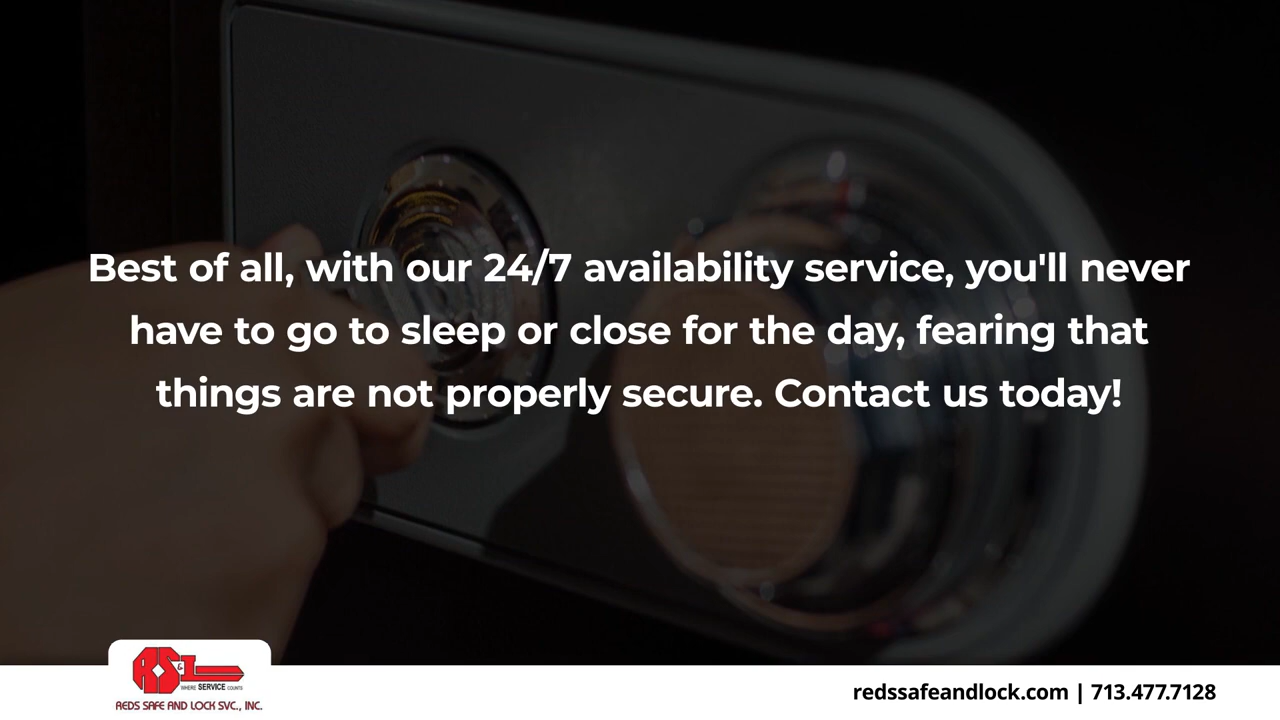 Best of all, with our 24/7 availability service, you'll never
have to go to sleep or close for the day, fearing that
things are not properly secure. Contact us today!
RS&L
WHERE SERVICE COUNTS
REDS SAFE AND LOCK SVC., INC.
redssafeandlock.com | 713.477.7128